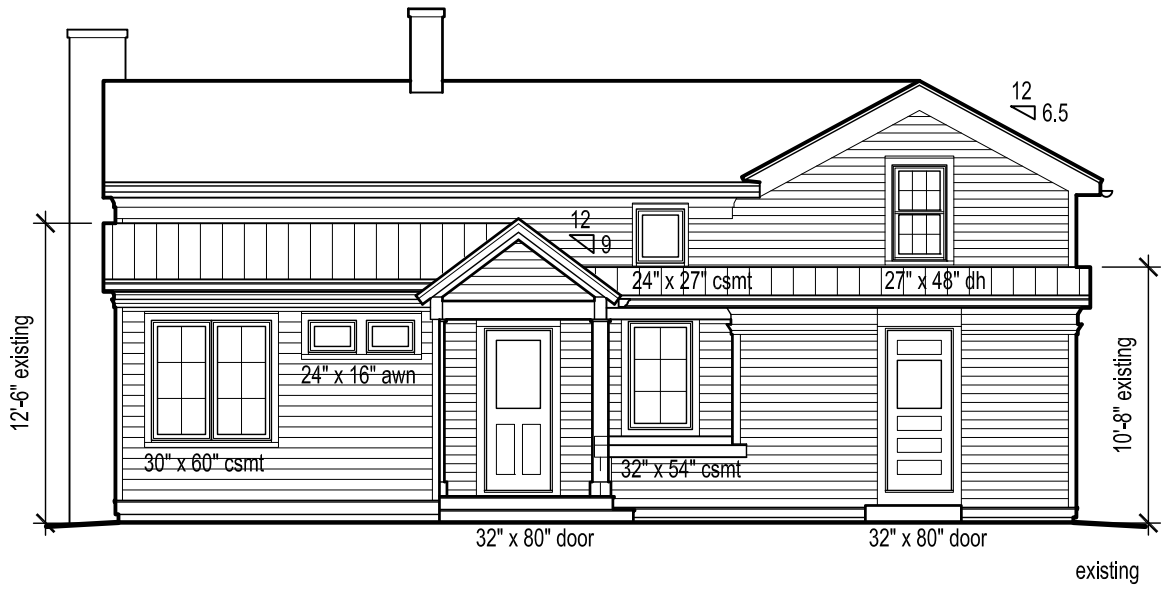 12
6.5
12
9
24" x 27" csmt
27" x 48" dh
12'-6" existing
24" x 16" awn
10'-8" existing
30" x 60" csmt
32" x 54" csmt
32" x 80" door
32" x 80" door
existing